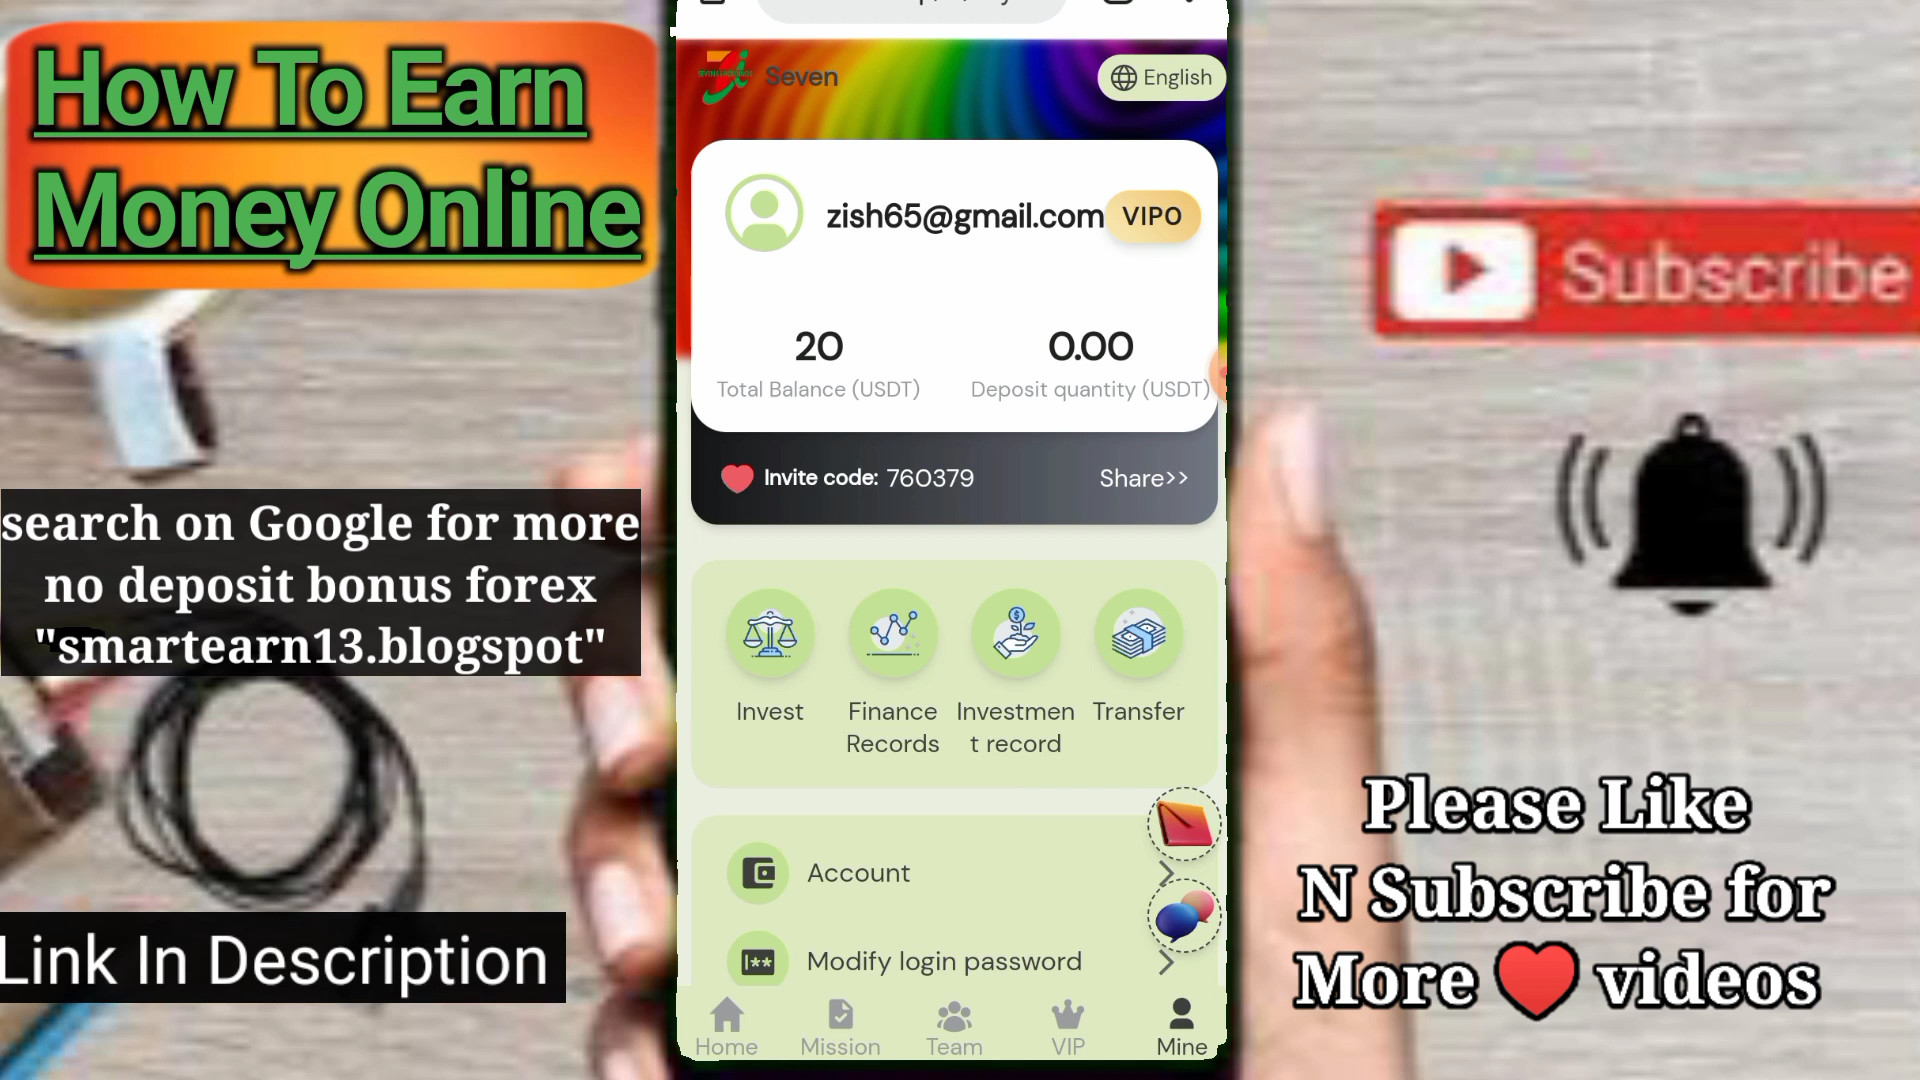 How To Earn
Money Online
search on Google for more
no deposit bonus forex
"smartearn13.blogspot"
Link In Description
Seven
English
zish65@gmail.com
VIP0
20
0.00
Total Balance (USDT)
Deposit quantity (USDT)
Invite code: 760379
Share>>
Invest
Finance
Records
Investmen
t record
Transfer
Account
Modify login password
Home
Mission
Team
VIP
Mine
Subscribe
Please Like
N Subscribe for
More ❤ videos